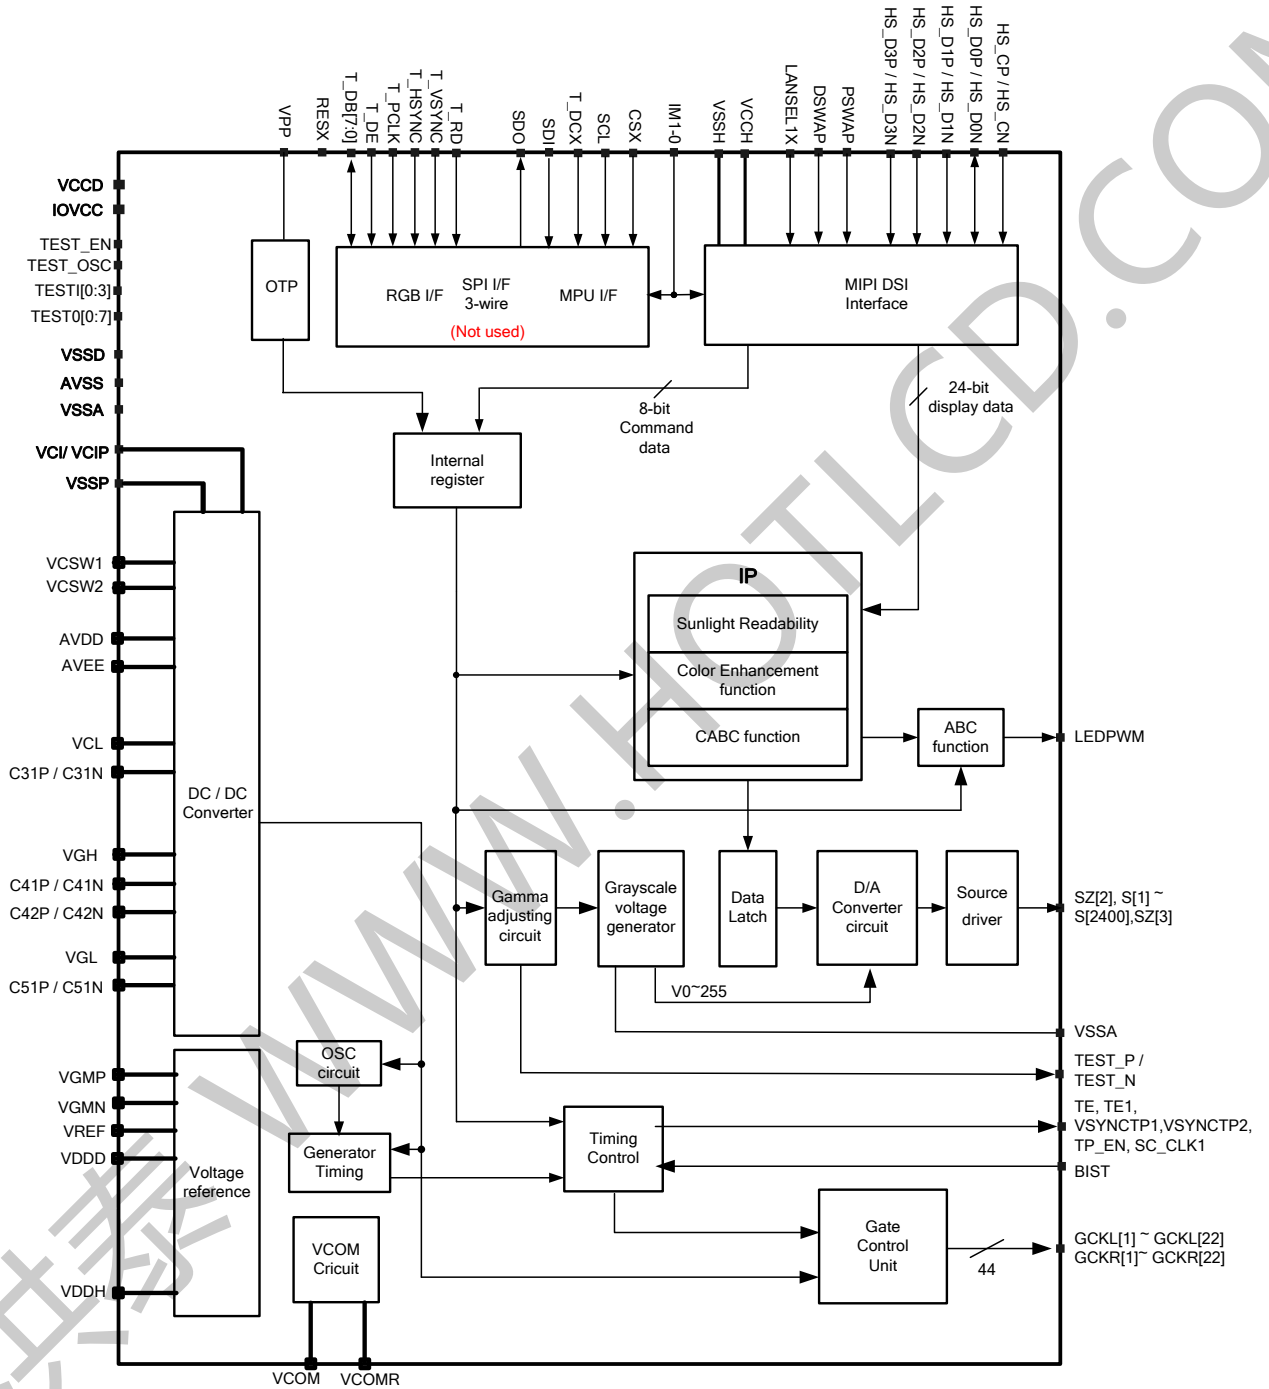 VPP
RESX
T_DB[7:0]
T_DE
T_PCLK
T_HSYNC
T_VSYNC
T_RD
SDO
SDI
T_DCX
SCL
CSX
IM1-0
VSSH
VCCH
LANSEL1X
DSWAP
PSWAP
HS_D3P / HS_D3N
HS_D2P / HS_D2N
HS_D1P / HS_D1N
HS_D0P / HS_D0N
HS_CP / HS_CN
VCCD
IOVCC
TEST_EN
TEST_OSC
TESTI[0:3]
TEST0[0:7]
VSSD
AVSS
VSSA
VCI/ VCIP
VSSP
VCSW1
VCSW2
AVDD
AVEE
VCL
C31P / C31N
VGH
C41P / C41N
C42P / C42N
VGL
C51P / C51N
VGMP
VGMN
VREF
VDDD
VDDH
OTP
RGB I/F
SPI I/F
3-wire
MPU I/F
(Not used)
MIPI DSI
Interface
8-bit
Command
data
24-bit
display data
Internal
register
IP
Sunlight Readability
Color Enhancement
function
CABC function
ABC
function
LEDPWM
DC / DC
Converter
Gamma
adjusting
circuit
Grayscale
voltage
generator
Data
Latch
D/A
Converter
circuit
Source
driver
SZ[2], S[1] ~
S[2400],SZ[3]
V0~255
VSSA
TEST_P /
TEST_N
OSC
circuit
Generator
Timing
Timing
Control
TE, TE1,
VSYNCTP1,VSYNCTP2,
TP_EN, SC_CLK1
BIST
Voltage
reference
VCOM
Cricuit
Gate
Control
Unit
44
GCKL[1] ~ GCKL[22]
GCKR[1]~ GCKR[22]
VCOM
VCOMR
洪泰 WWW.HOTLCD.COM